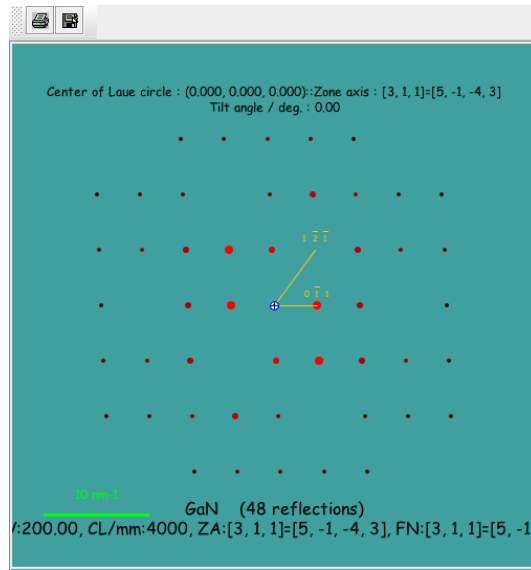 Center of Laue circle : (0.000, 0.000, 0.000)::Zone axis : [3, 1, 1]=[5, -1, -4, 3]
Tilt angle / deg. : 0.00
1 2̅ 1̅
0 1̅ 1
10 nm-1
GaN (48 reflections)
/:200.00, CL/mm:4000, ZA:[3, 1, 1]=[5, -1, -4, 3], FN:[3, 1, 1]=[5, -1